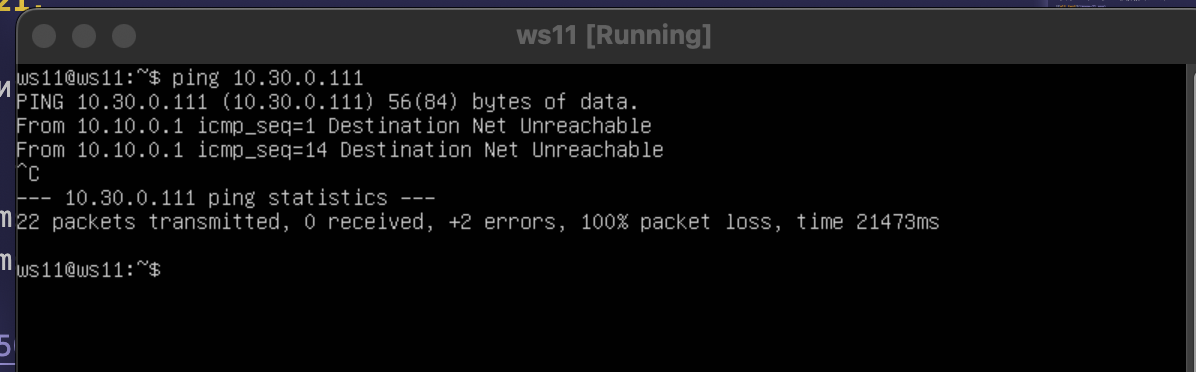 21.
ws11 [Running]
ws11@ws11:~$ ping 10.30.0.111
PING 10.30.0.111 (10.30.0.111) 56(84) bytes of data.
From 10.10.0.1 icmp_seq=1 Destination Net Unreachable
From 10.10.0.1 icmp_seq=14 Destination Net Unreachable
^C
--- 10.30.0.111 ping statistics ---
22 packets transmitted, 0 received, +2 errors, 100% packet loss, time 21473ms
ws11@ws11:~$